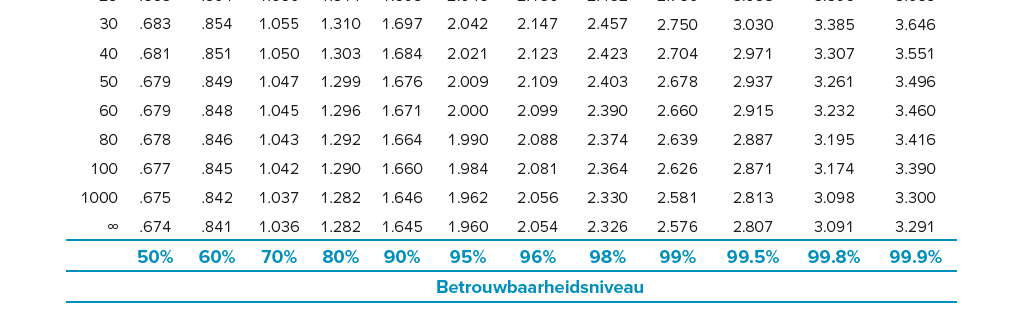 30 .683 .854 1.055 1.310 1.697 2.042 2.147 2.457 2.750 3.030 3.385 3.646
40 .681 .851 1.050 1.303 1.684 2.021 2.123 2.423 2.704 2.971 3.307 3.551
50 .679 .849 1.047 1.299 1.676 2.009 2.109 2.403 2.678 2.937 3.261 3.496
60 .679 .848 1.045 1.296 1.671 2.000 2.099 2.390 2.660 2.915 3.232 3.460
80 .678 .846 1.043 1.292 1.664 1.990 2.088 2.374 2.639 2.887 3.195 3.416
100 .677 .845 1.042 1.290 1.660 1.984 2.081 2.364 2.626 2.871 3.174 3.390
1000 .675 .842 1.037 1.282 1.646 1.962 2.056 2.330 2.581 2.813 3.098 3.300
∞ .674 .841 1.036 1.282 1.645 1.960 2.054 2.326 2.576 2.807 3.091 3.291
50% 60% 70% 80% 90% 95% 96% 98% 99% 99.5% 99.8% 99.9%
Betrouwbaarheidsniveau